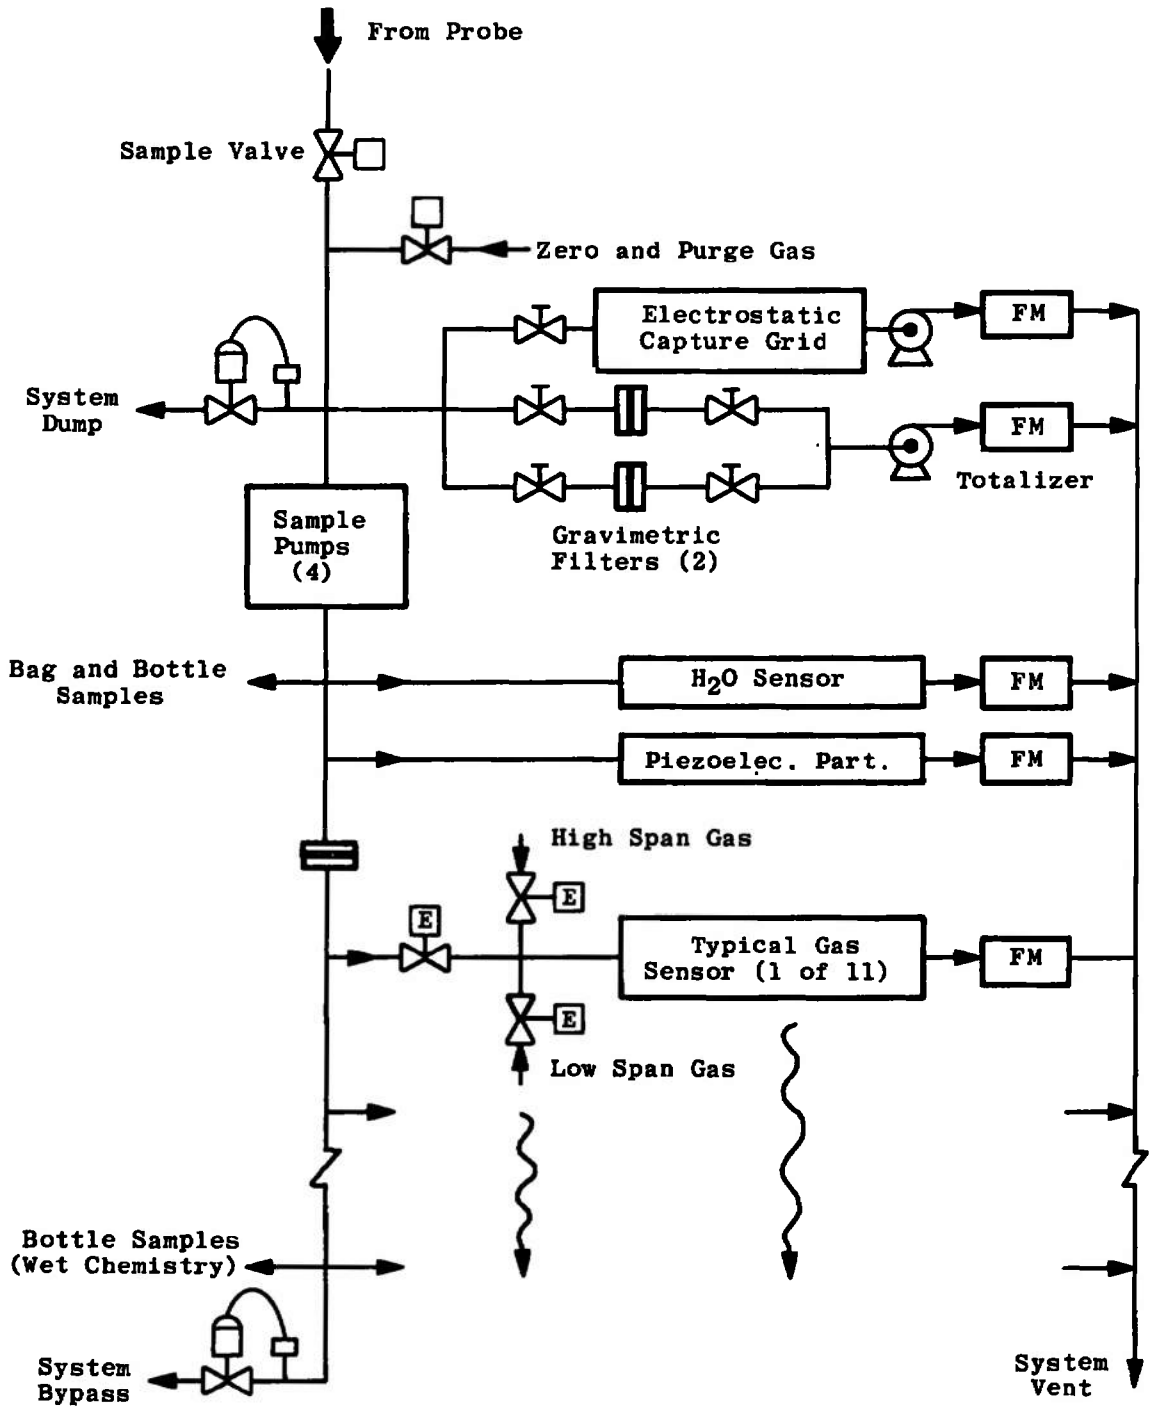 From Probe
Sample Valve
Zero and Purge Gas
Electrostatic
Capture Grid
FM
System
Dump
FM
Totalizer
Sample
Pumps
(4)
Gravimetric
Filters (2)
Bag and Bottle
Samples
H₂O Sensor
FM
Piezoelec. Part.
FM
High Span Gas
E
E
Typical Gas
Sensor (1 of 11)
FM
E
Low Span Gas
Bottle Samples
(Wet Chemistry)
System
Bypass
System
Vent